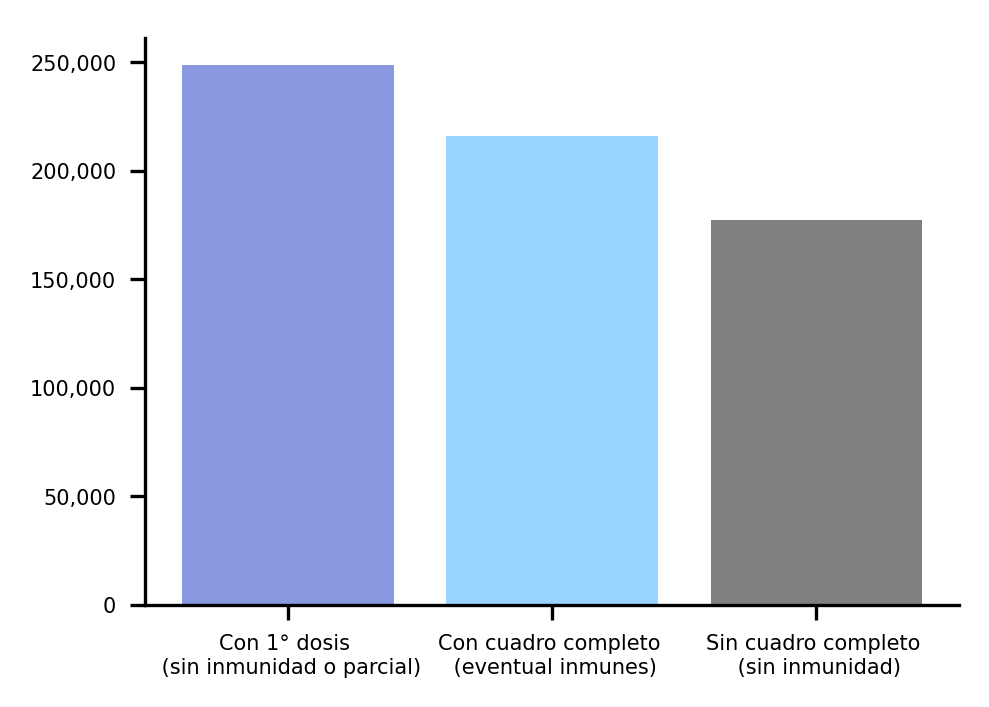 250,000
200,000
150,000
100,000
50,000
0
Con 1° dosis
(sin inmunidad o parcial)
Con cuadro completo
(eventual inmunes)
Sin cuadro completo
(sin inmunidad)